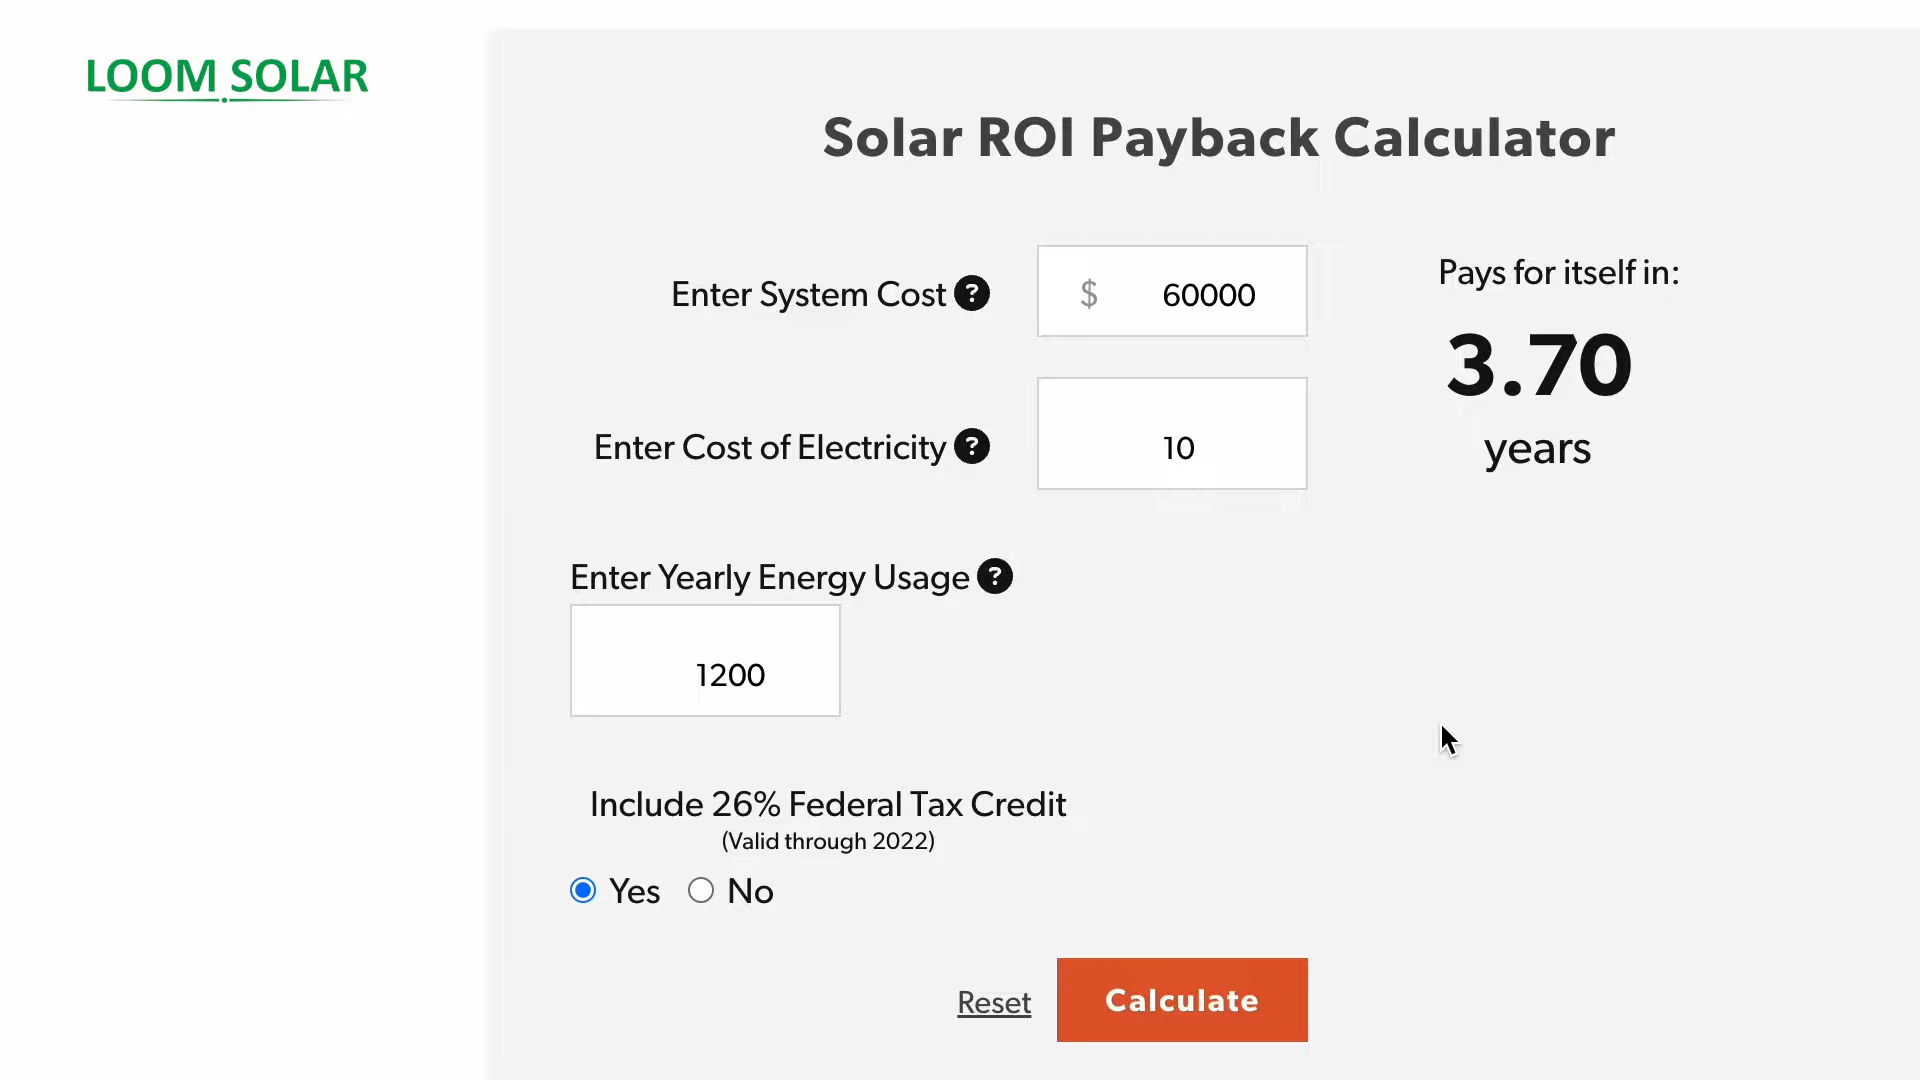 LOOM SOLAR
Solar ROI Payback Calculator
Enter System Cost ?
$ 60000
Pays for itself in:
3.70
years
Enter Cost of Electricity ?
10
Enter Yearly Energy Usage ?
1200
Include 26% Federal Tax Credit
(Valid through 2022)
Yes No
Reset Calculate